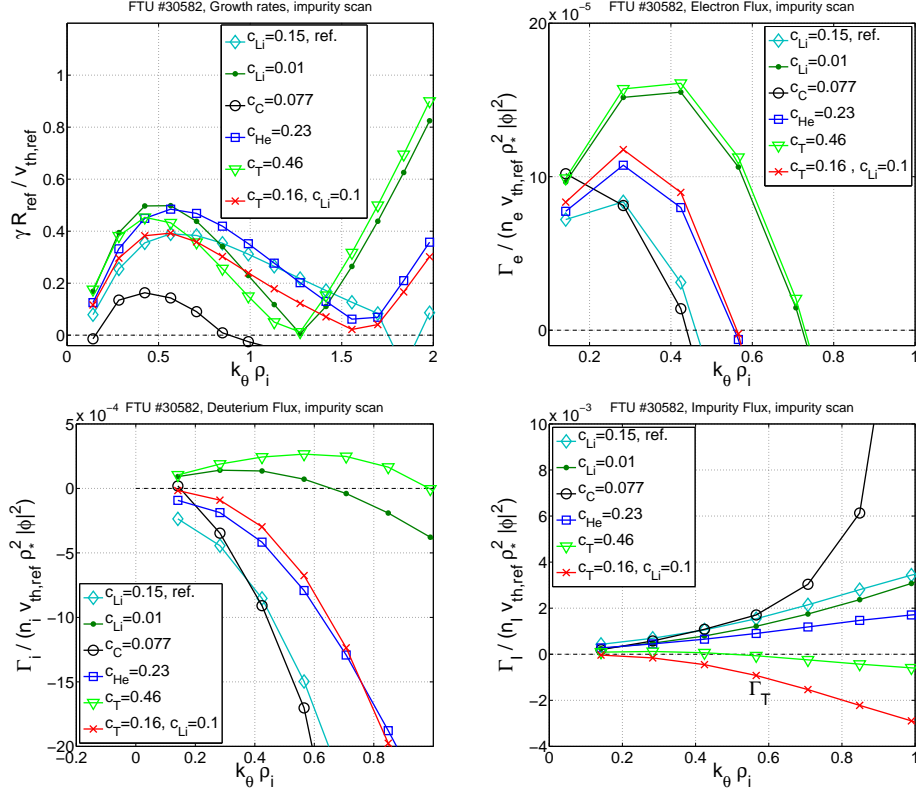 FTU #30582, Growth rates, impurity scan
γ R_ref / v_th,ref
1
0.8
0.6
0.4
0.2
0
c_Li=0.15, ref.
c_Li=0.01
c_C=0.077
c_He=0.23
c_T=0.46
c_T=0.16, c_Li=0.1
0 0.5 1 1.5 2
k_θ ρ_i
FTU #30582, Electron Flux, impurity scan
x 10^-5
Γ_e / (n_e v_th,ref ρ_*^2 |ϕ|^2)
20
10
0
c_Li=0.15, ref.
c_Li=0.01
c_C=0.077
c_He=0.23
c_T=0.46
c_T=0.16 , c_Li=0.1
0.2 0.4 0.6 0.8 1
k_θ ρ_i
FTU #30582, Deuterium Flux, impurity scan
x 10^-4
Γ_i / (n_i v_th,ref ρ_*^2 |ϕ|^2)
5
0
−5
−10
−15
−20
c_Li=0.15, ref.
c_Li=0.01
c_C=0.077
c_He=0.23
c_T=0.46
c_T=0.16, c_Li=0.1
−0.2 0 0.2 0.4 0.6 0.8
k_θ ρ_i
FTU #30582, Impurity Flux, impurity scan
x 10^-3
Γ_I / (n_I v_th,ref ρ_*^2 |ϕ|^2)
10
8
6
4
2
0
−2
−4
c_Li=0.15, ref.
c_Li=0.01
c_C=0.077
c_He=0.23
c_T=0.46
c_T=0.16, c_Li=0.1
Γ_T
0 0.2 0.4 0.6 0.8 1
k_θ ρ_i